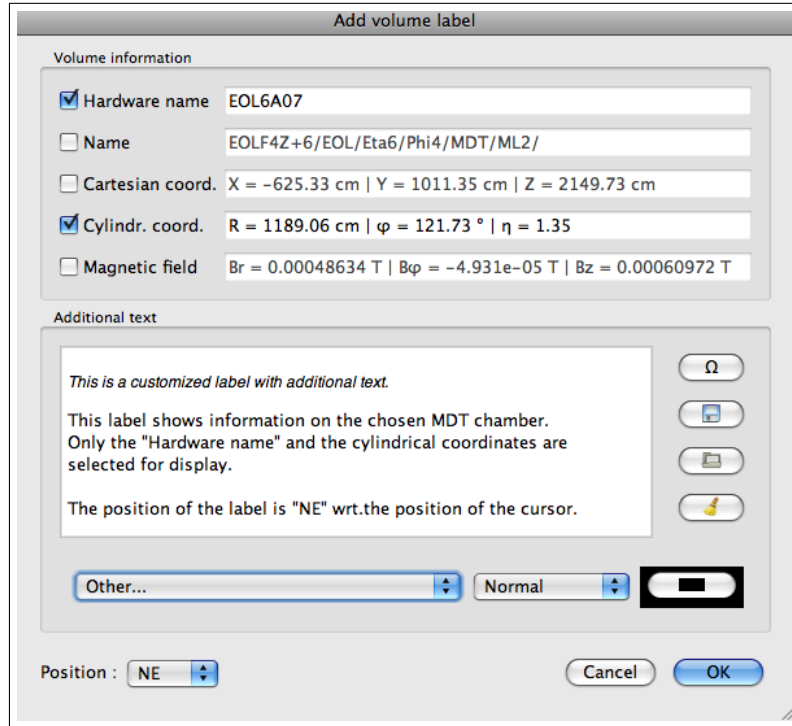 Add volume label
Volume information
Hardware name EOL6A07
Name EOLF4Z+6/EOL/Eta6/Phi4/MDT/ML2/
Cartesian coord. X = -625.33 cm | Y = 1011.35 cm | Z = 2149.73 cm
Cylindr. coord. R = 1189.06 cm | φ = 121.73 ° | η = 1.35
Magnetic field Br = 0.00048634 T | Bφ = -4.931e-05 T | Bz = 0.00060972 T
Additional text
This is a customized label with additional text.
This label shows information on the chosen MDT chamber.
Only the "Hardware name" and the cylindrical coordinates are
selected for display.
The position of the label is "NE" wrt.the position of the cursor.
Ω
Other... Normal
Position : NE Cancel OK